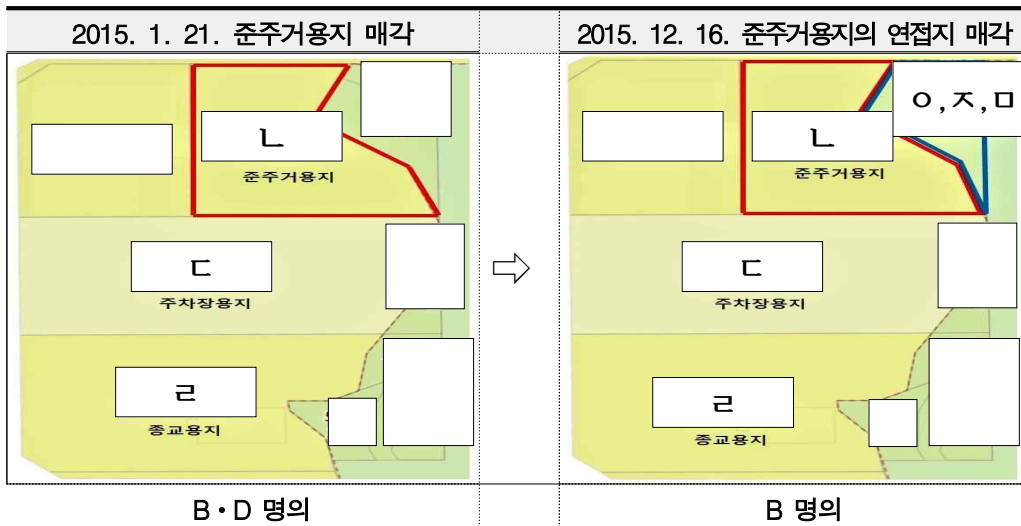 2015. 1. 21. 준주거용지 매각
2015. 12. 16. 준주거용지의 연접지 매각
ㄴ
준주거용지
ㄷ
주차장용지
ㄹ
종교용지
⇨
ㅇ,ㅈ,ㅁ
ㄴ
준주거용지
ㄷ
주차장용지
ㄹ
종교용지
B·D 명의
B 명의